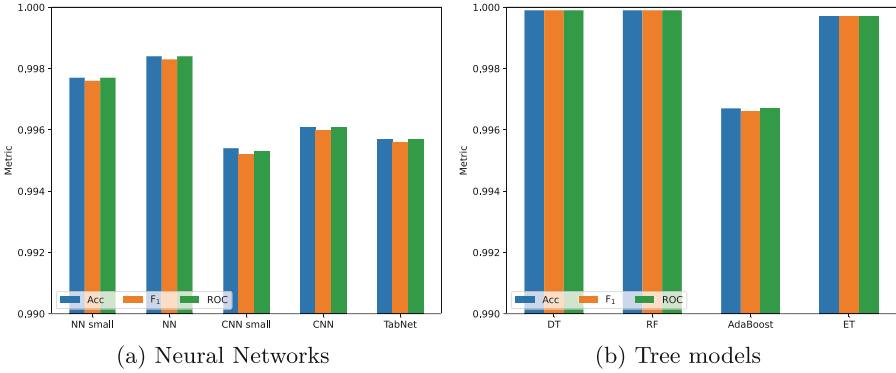 1.000
0.998
0.996
0.994
0.992
0.990
Metric
Acc F1 ROC
NN small NN CNN small CNN TabNet
(a) Neural Networks
1.000
0.998
0.996
0.994
0.992
0.990
Metric
Acc F1 ROC
DT RF AdaBoost ET
(b) Tree models